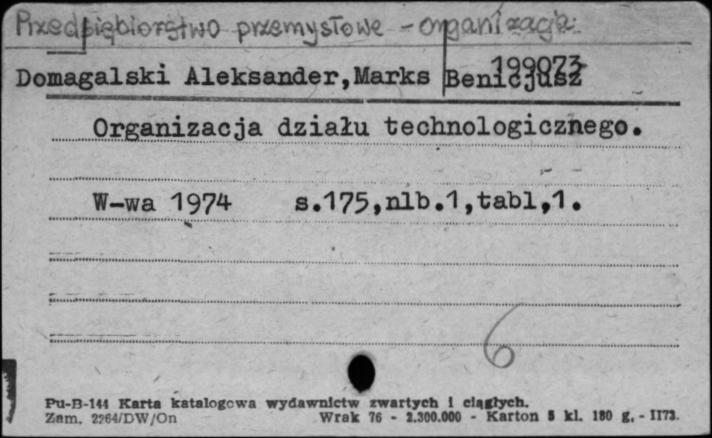 Przedsiębiorstwo przemysłowe - organizacja.
199073
Domagalski Aleksander,Marks Benicjusz
Organizacja działu technologicznego.
W-wa 1974 s.175,nlb.1,tabl,1.
6
Pu-B-144 Karta katalogowa wydawnictw zwartych i ciągłych.
Zam. 2264/DW/On Wrak 76 - 2.300.000 - Karton 5 kl. 180 g. - II73.